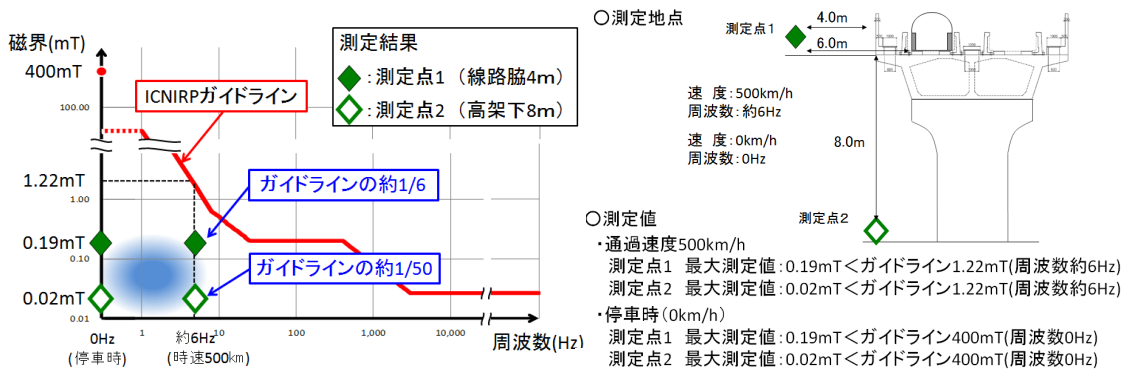 磁界(mT)
400mT
100.00
1.22mT
1.00
0.19mT
0.10
0.02mT
0.01
0Hz
(停車時)
1
約6Hz
(時速500km)
10
100
1,000
10,000
周波数(Hz)
ICNIRPガイドライン
ガイドラインの約1/6
ガイドラインの約1/50
測定結果
：測定点1（線路脇4m）
：測定点2（高架下8m）
○測定地点
測定点1
4.0m
6.0m
速 度：500km/h
周波数：約6Hz
速 度：0km/h
周波数：0Hz
8.0m
測定点2
○測定値
・通過速度500km/h
測定点1 最大測定値：0.19mT＜ガイドライン1.22mT(周波数約6Hz)
測定点2 最大測定値：0.02mT＜ガイドライン1.22mT(周波数約6Hz)
・停車時（0km/h）
測定点1 最大測定値：0.19mT＜ガイドライン400mT(周波数0Hz)
測定点2 最大測定値：0.02mT＜ガイドライン400mT(周波数0Hz)